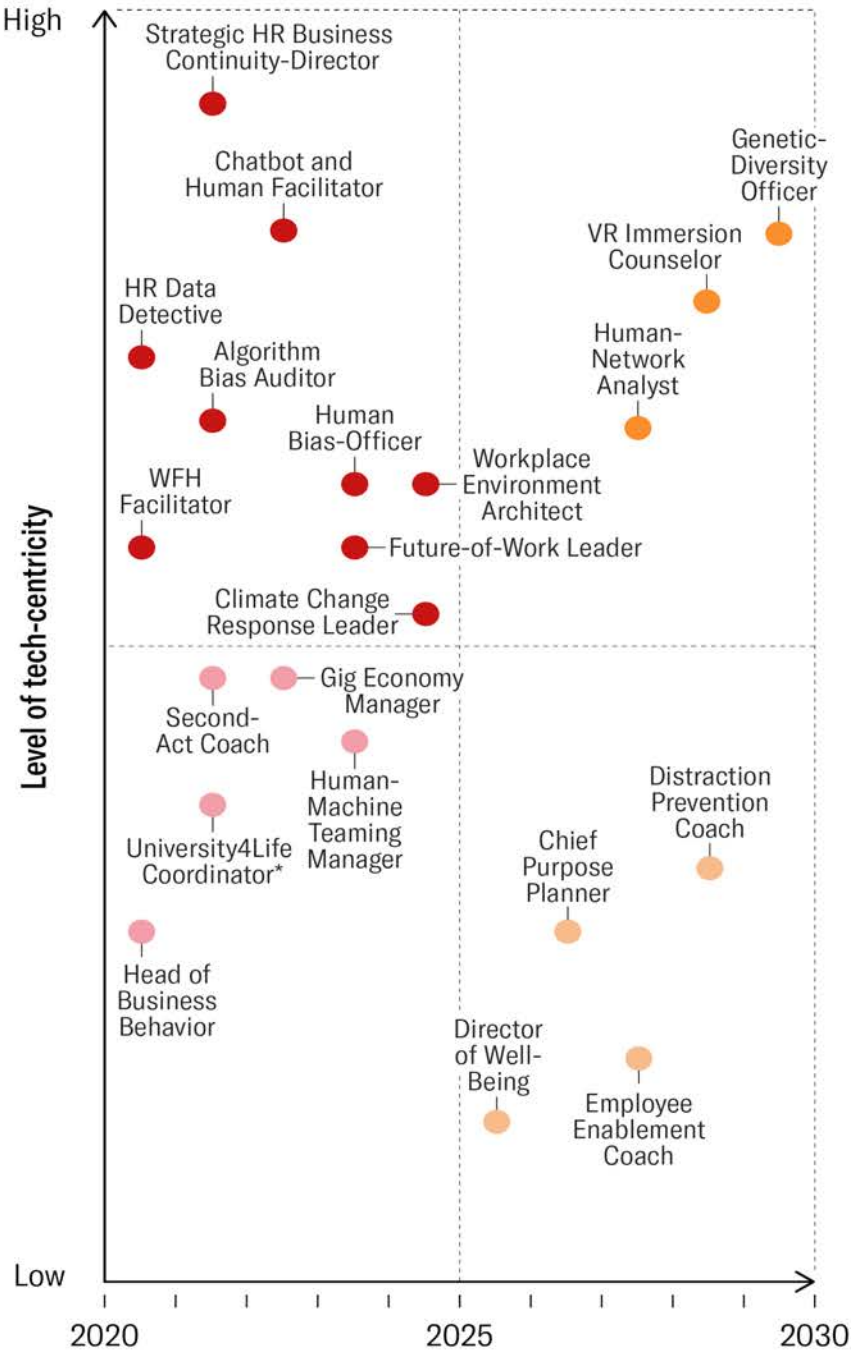 High
Strategic HR Business
Continuity-Director
Chatbot and
Human Facilitator
Genetic-
Diversity
Officer
VR Immersion
Counselor
HR Data
Detective
Human-
Network
Analyst
Algorithm
Bias Auditor
Human
Bias-Officer
Workplace
Environment
Architect
WFH
Facilitator
Future-of-Work Leader
Climate Change
Response Leader
Level of tech-centricity
Second-
Act Coach
Gig Economy
Manager
Human-
Machine
Teaming
Manager
University4Life
Coordinator*
Distraction
Prevention
Coach
Chief
Purpose
Planner
Head of
Business
Behavior
Director
of Well-
Being
Employee
Enablement
Coach
Low
2020
2025
2030